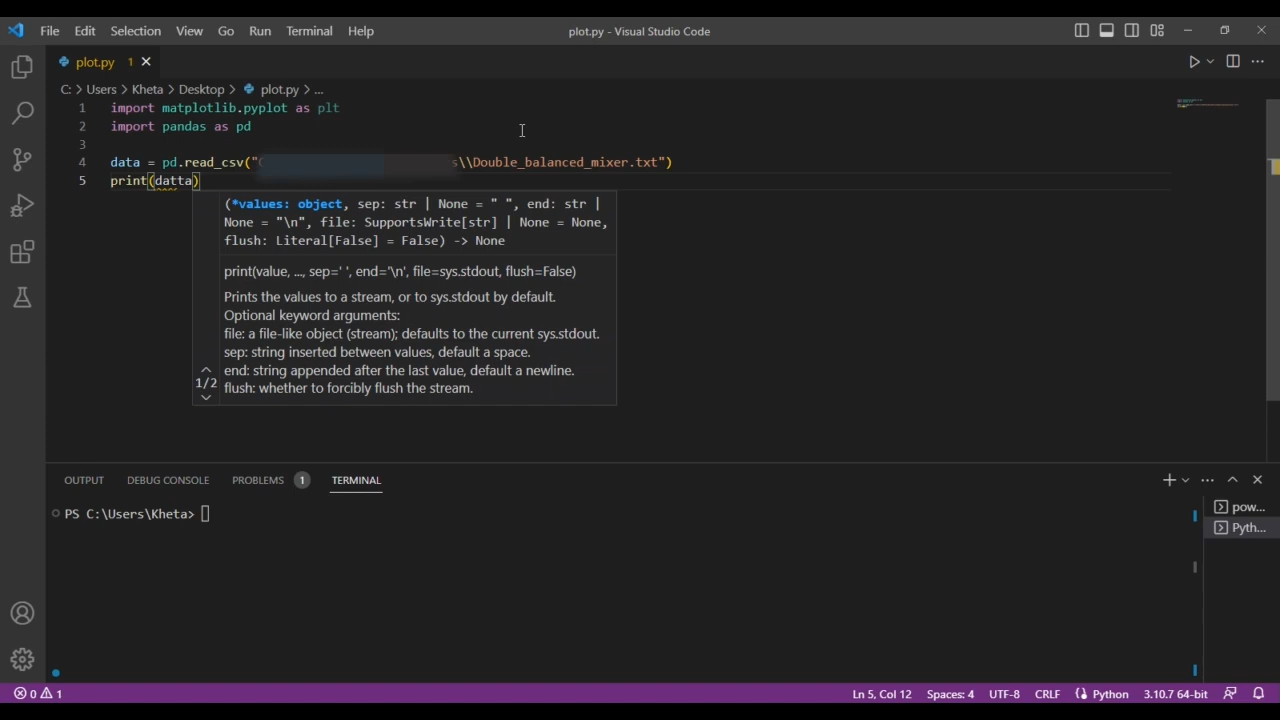 File Edit Selection View Go Run Terminal Help plot.py - Visual Studio Code
plot.py 1
C: > Users > Kheta > Desktop > plot.py > ...
1 import matplotlib.pyplot as plt
2 import pandas as pd
3
4 data = pd.read_csv(" s\\Double_balanced_mixer.txt")
5 print(datta)
(*values: object, sep: str | None = " ", end: str |
None = "\n", file: SupportsWrite[str] | None = None,
flush: Literal[False] = False) -> None
print(value, ..., sep=' ', end='\n', file=sys.stdout, flush=False)
Prints the values to a stream, or to sys.stdout by default.
Optional keyword arguments:
file: a file-like object (stream); defaults to the current sys.stdout.
sep: string inserted between values, default a space.
end: string appended after the last value, default a newline.
1/2
flush: whether to forcibly flush the stream.
OUTPUT DEBUG CONSOLE PROBLEMS 1 TERMINAL
PS C:\Users\Kheta>
pow...
Pyth...
0 1 Ln 5, Col 12 Spaces: 4 UTF-8 CRLF Python 3.10.7 64-bit